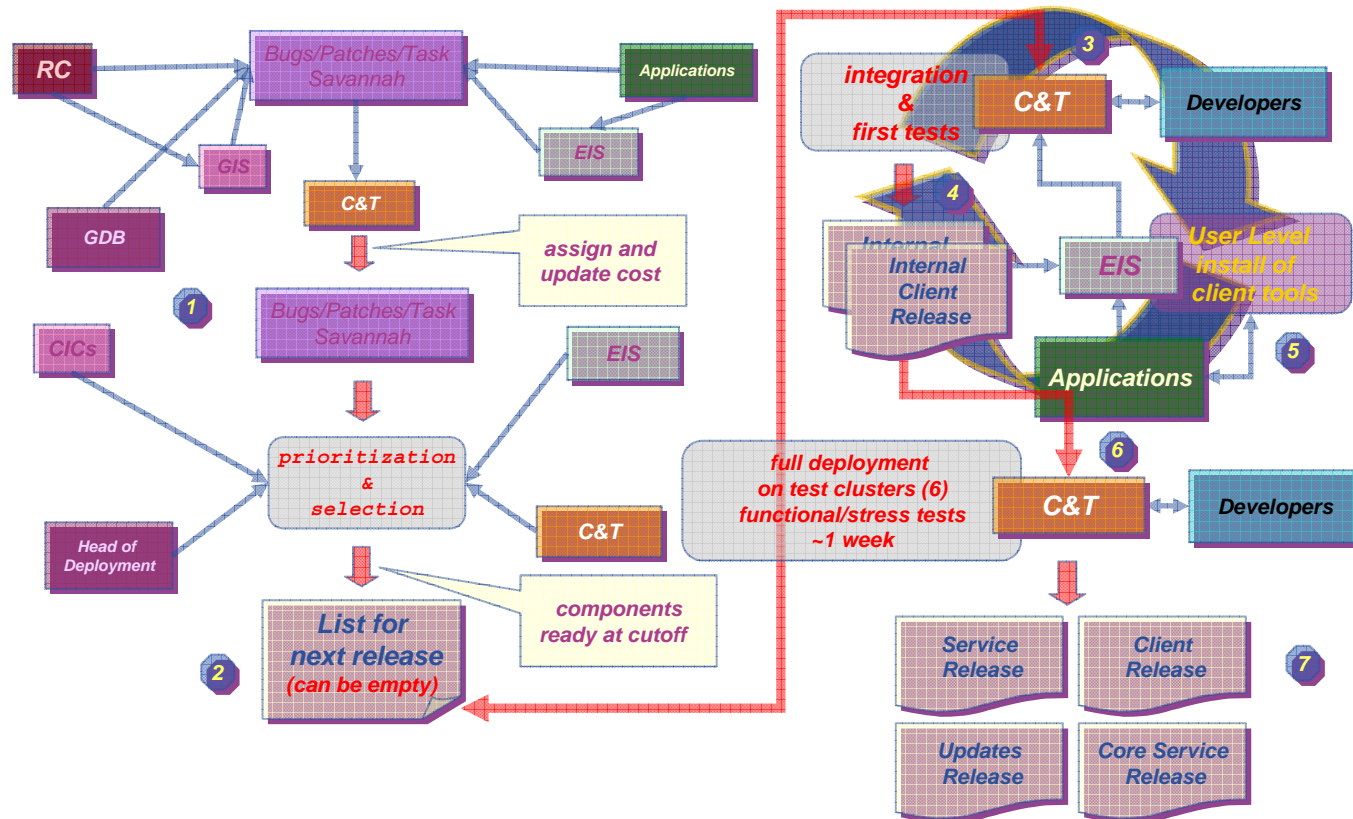 RC
Bugs/Patches/Task
Savannah
Applications
GIS
EIS
GDB
C&T
assign and
update cost
1
Bugs/Patches/Task
Savannah
CICs
EIS
prioritization
&
selection
Head of
Deployment
C&T
components
ready at cutoff
List for
next release
(can be empty)
2
3
integration
&
first tests
C&T
Developers
4
Internal
Internal
Client
Release
EIS
User Level
install of
client tools
5
Applications
6
full deployment
on test clusters (6)
functional/stress tests
~1 week
C&T
Developers
Service
Release
Client
Release
7
Updates
Release
Core Service
Release